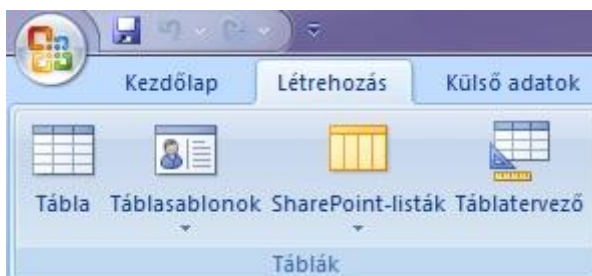 Kezdőlap Létrehozás Külső adatok
Tábla Táblasablonok SharePoint-listák Táblatervező
Táblák